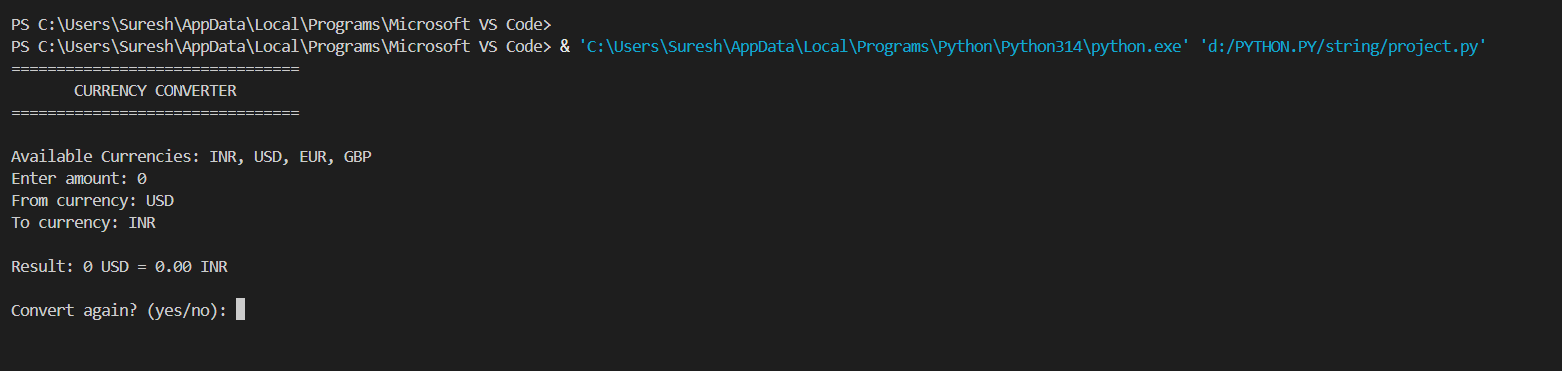 PS C:\Users\Suresh\AppData\Local\Programs\Microsoft VS Code>
PS C:\Users\Suresh\AppData\Local\Programs\Microsoft VS Code> & 'C:\Users\Suresh\AppData\Local\Programs\Python\Python314\python.exe' 'd:/PYTHON.PY/string/project.py'
================================
       CURRENCY CONVERTER
================================
Available Currencies: INR, USD, EUR, GBP
Enter amount: 0
From currency: USD
To currency: INR
Result: 0 USD = 0.00 INR
Convert again? (yes/no):